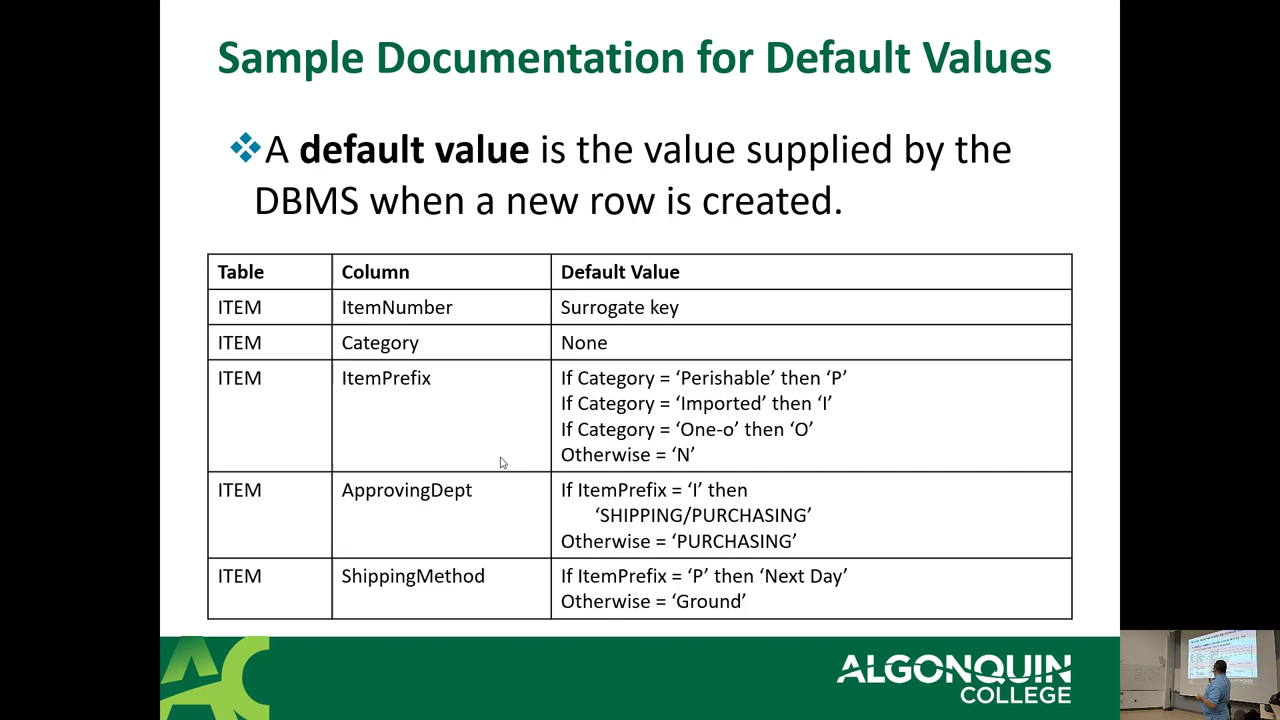 Sample Documentation for Default Values
❖A default value is the value supplied by the
DBMS when a new row is created.
Table Column Default Value
ITEM ItemNumber Surrogate key
ITEM Category None
ITEM ItemPrefix If Category = ‘Perishable’ then ‘P’
If Category = ‘Imported’ then ‘I’
If Category = ‘One-o’ then ‘O’
Otherwise = ‘N’
ITEM ApprovingDept If ItemPrefix = ‘I’ then
‘SHIPPING/PURCHASING’
Otherwise = ‘PURCHASING’
ITEM ShippingMethod If ItemPrefix = ‘P’ then ‘Next Day’
Otherwise = ‘Ground’
AC
ALGONQUIN
COLLEGE